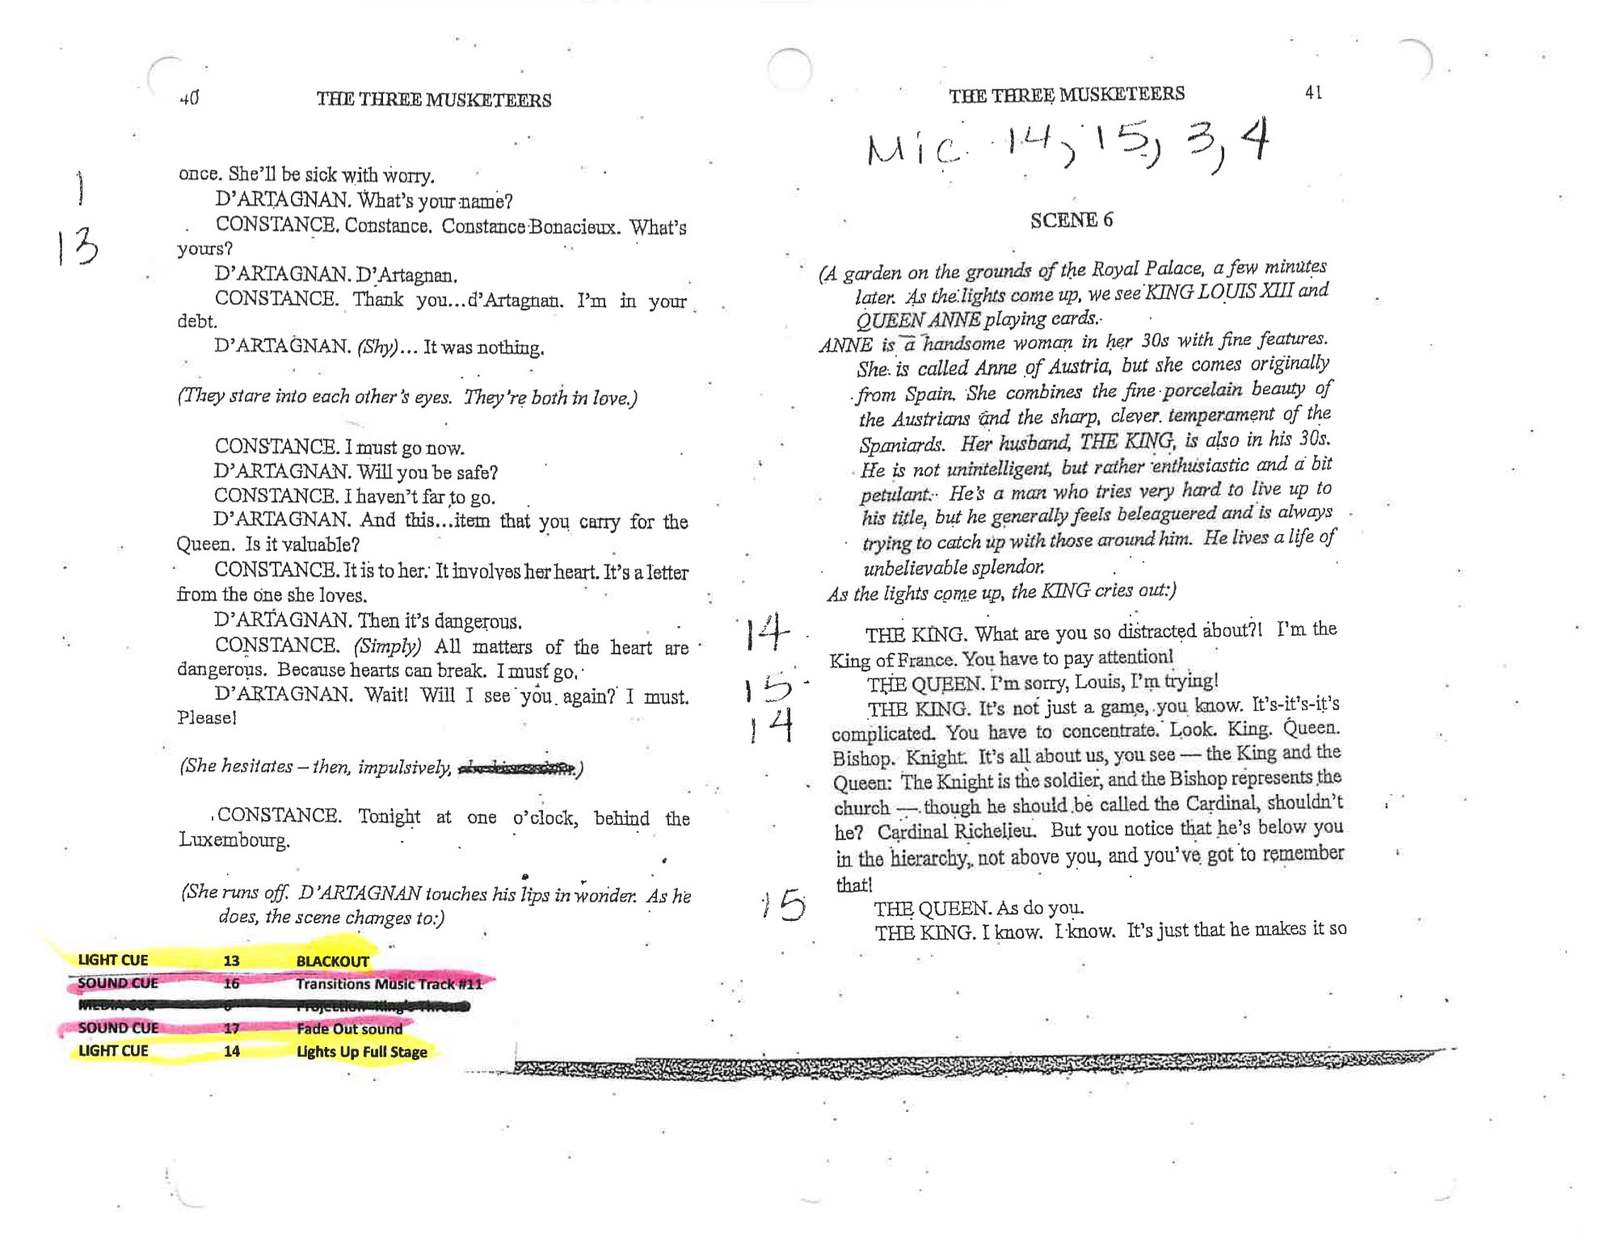 40 THE THREE MUSKETEERS
1
13
once. She'll be sick with worry.
D'ARTAGNAN. What's your name?
CONSTANCE. Constance. Constance Bonacieux. What's
yours?
D'ARTAGNAN. D'Artagnan.
CONSTANCE. Thank you...d'Artagnan. I'm in your
debt.
D'ARTAGNAN. (Shy)... It was nothing.
(They stare into each other's eyes. They're both in love.)
CONSTANCE. I must go now.
D'ARTAGNAN. Will you be safe?
CONSTANCE. I haven't far to go.
D'ARTAGNAN. And this...item that you carry for the
Queen. Is it valuable?
CONSTANCE. It is to her. It involves her heart. It's a letter
from the one she loves.
D'ARTAGNAN. Then it's dangerous.
CONSTANCE. (Simply) All matters of the heart are
dangerous. Because hearts can break. I must go.
D'ARTAGNAN. Wait! Will I see you again? I must.
Please!
(She hesitates – then, impulsively, .)
CONSTANCE. Tonight at one o'clock, behind the
Luxembourg.
(She runs off. D'ARTAGNAN touches his lips in wonder. As he
does, the scene changes to:)
LIGHT CUE 13 BLACKOUT
SOUND CUE 16 Transitions Music Track #11
SOUND CUE 17 Fade Out sound
LIGHT CUE 14 Lights Up Full Stage
THE THREE MUSKETEERS 41
Mic 14, 15, 3, 4
SCENE 6
(A garden on the grounds of the Royal Palace, a few minutes
later. As the lights come up, we see KING LOUIS XIII and
QUEEN ANNE playing cards.
ANNE is a handsome woman in her 30s with fine features.
She is called Anne of Austria, but she comes originally
from Spain. She combines the fine porcelain beauty of
the Austrians and the sharp, clever temperament of the
Spaniards. Her husband, THE KING, is also in his 30s.
He is not unintelligent, but rather enthusiastic and a bit
petulant. He's a man who tries very hard to live up to
his title, but he generally feels beleaguered and is always
trying to catch up with those around him. He lives a life of
unbelievable splendor.
As the lights come up, the KING cries out:)
14 THE KING. What are you so distracted about?! I'm the
King of France. You have to pay attention!
15 THE QUEEN. I'm sorry, Louis, I'm trying!
14 THE KING. It's not just a game, you know. It's-it's-it's
complicated. You have to concentrate. Look. King. Queen.
Bishop. Knight. It's all about us, you see — the King and the
Queen: The Knight is the soldier, and the Bishop represents the
church — though he should be called the Cardinal, shouldn't
he? Cardinal Richelieu. But you notice that he's below you
in the hierarchy, not above you, and you've got to remember
that!
15 THE QUEEN. As do you.
THE KING. I know. I know. It's just that he makes it so